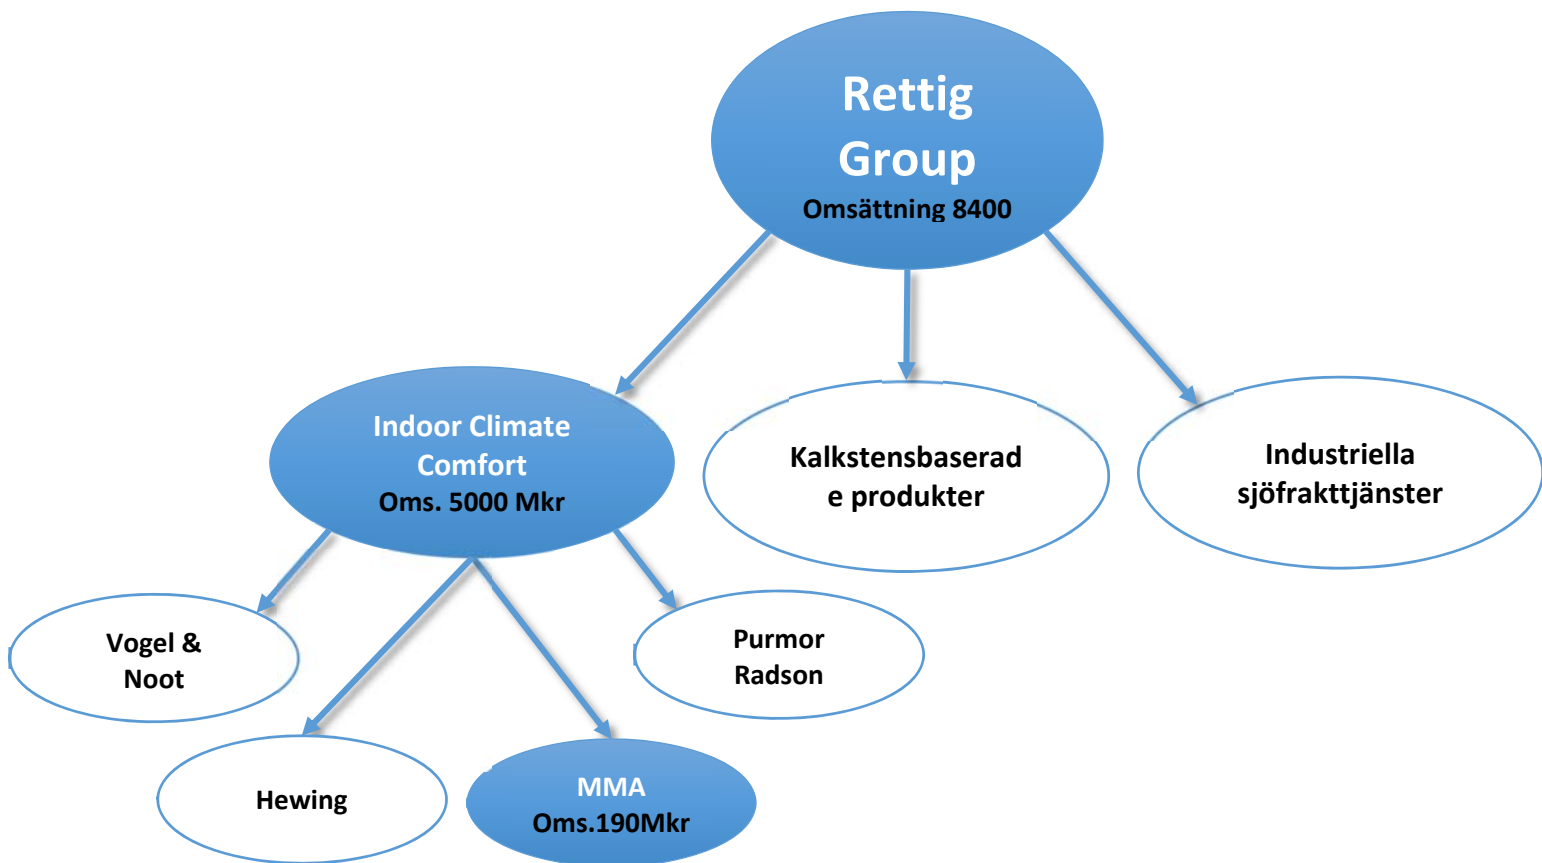 Rettig
Group
Omsättning 8400
Indoor Climate
Comfort
Oms. 5000 Mkr
Kalkstensbaserad
e produkter
Industriella
sjöfrakttjänster
Vogel &
Noot
Purmor
Radson
Hewing
MMA
Oms.190Mkr